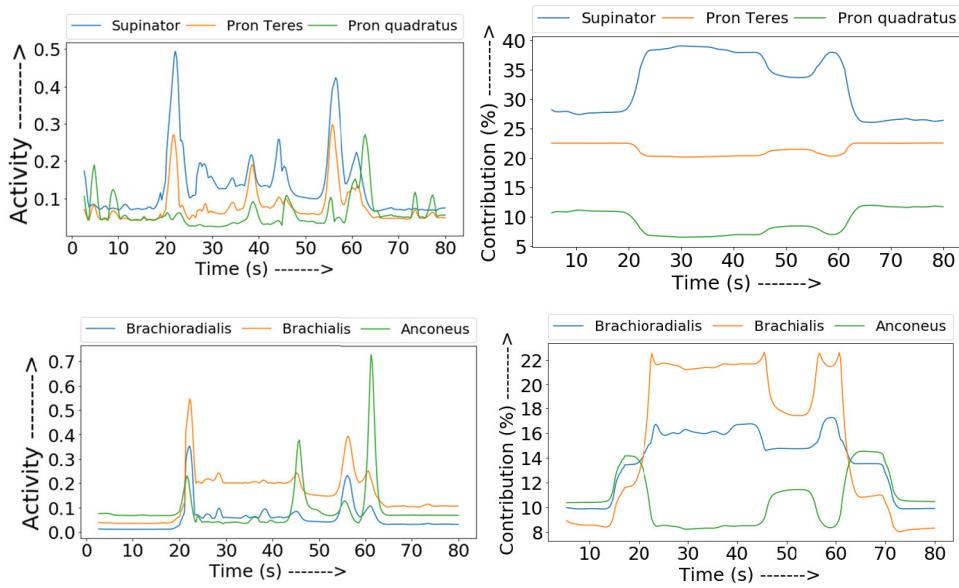 Supinator Pron Teres Pron quadratus
Activity ------->
0.5
0.4
0.3
0.2
0.1
0 10 20 30 40 50 60 70 80
Time (s) ------->
Supinator Pron Teres Pron quadratus
Contribution (%) ------->
40
35
30
25
20
15
10
5
10 20 30 40 50 60 70 80
Time (s) ------->
Brachioradialis Brachialis Anconeus
Activity ------->
0.7
0.6
0.5
0.4
0.3
0.2
0.1
0.0
0 10 20 30 40 50 60 70 80
Time (s) ------->
Brachioradialis Brachialis Anconeus
Contribution (%) ------->
22
20
18
16
14
12
10
8
10 20 30 40 50 60 70 80
Time (s) ------->